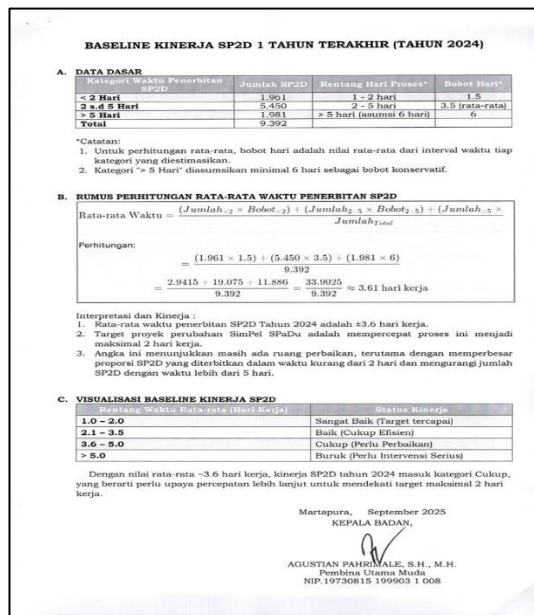 BASELINE KINERJA SP2D 1 TAHUN TERAKHIR (TAHUN 2024)
A. DATA DASAR
Kategori Waktu Penerbitan SP2D | Jumlah SP2D | Rentang Hari Proses* | Bobot Hari*
< 2 Hari | 1.961 | 1 - 2 hari | 1.5
2 s.d 5 Hari | 5.450 | 2 - 5 hari | 3.5 (rata-rata)
> 5 Hari | 1.981 | > 5 hari (asumsi 6 hari) | 6
Total | 9.392
*Catatan:
1. Untuk perhitungan rata-rata, bobot hari adalah nilai rata-rata dari interval waktu tiap
kategori yang diestimasikan.
2. Kategori "> 5 Hari" diasumsikan minimal 6 hari sebagai bobot konservatif.
B. RUMUS PERHITUNGAN RATA-RATA WAKTU PENERBITAN SP2D
Rata-rata Waktu = (Jumlah<2 × Bobot<2) + (Jumlah2-5 × Bobot2-5) + (Jumlah>5 ×
JumlahTotal
Perhitungan:
= (1.961 × 1.5) + (5.450 × 3.5) + (1.981 × 6)
9.392
= 2.9415 + 19.075 + 11.886 / 9.392 = 33.9025 / 9.392 ≈ 3.61 hari kerja
Interpretasi dan Kinerja :
1. Rata-rata waktu penerbitan SP2D Tahun 2024 adalah ±3.6 hari kerja.
2. Target proyek perubahan SimPel SPaDu adalah mempercepat proses ini menjadi
maksimal 2 hari kerja.
3. Angka ini menunjukkan masih ada ruang perbaikan, terutama dengan memperbesar
proporsi SP2D yang diterbitkan dalam waktu kurang dari 2 hari dan mengurangi jumlah
SP2D dengan waktu lebih dari 5 hari.
C. VISUALISASI BASELINE KINERJA SP2D
Rentang Waktu Rata-rata (Hari Kerja) | Status Kinerja
1.0 – 2.0 | Sangat Baik (Target tercapai)
2.1 – 3.5 | Baik (Cukup Efisien)
3.6 – 5.0 | Cukup (Perlu Perbaikan)
> 5.0 | Buruk (Perlu Intervensi Serius)
Dengan nilai rata-rata ~3.6 hari kerja, kinerja SP2D tahun 2024 masuk kategori Cukup,
yang berarti perlu upaya percepatan lebih lanjut untuk mendekati target maksimal 2 hari
kerja.
Martapura, September 2025
KEPALA BADAN,
AGUSTIAN PAHRIMALE, S.H., M.H.
Pembina Utama Muda
NIP.19730815 199903 1 008